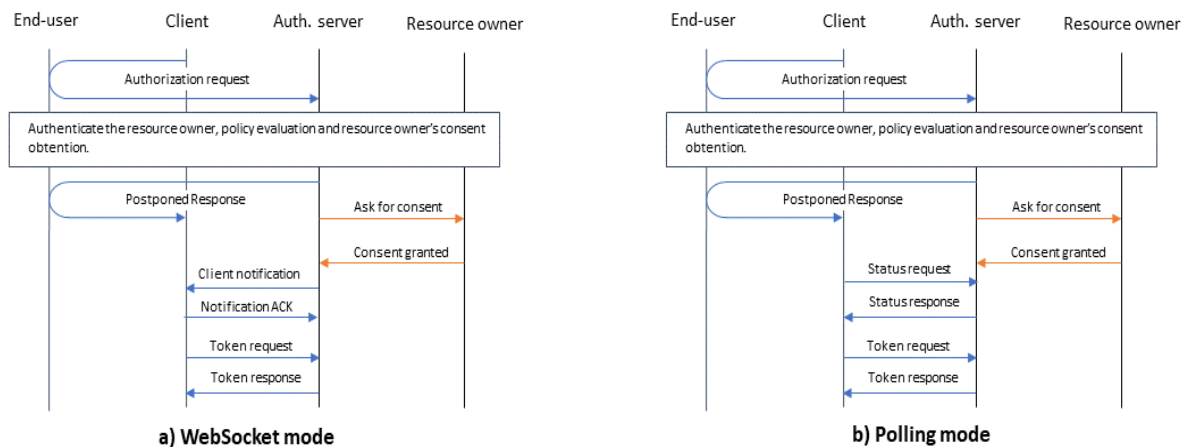 End-user Client Auth. server Resource owner
Authorization request
Authenticate the resource owner, policy evaluation and resource owner's consent
obtention.
Postponed Response
Ask for consent
Consent granted
Client notification
Notification ACK
Token request
Token response
a) WebSocket mode
End-user Client Auth. server Resource owner
Authorization request
Authenticate the resource owner, policy evaluation and resource owner's consent
obtention.
Postponed Response
Ask for consent
Consent granted
Status request
Status response
Token request
Token response
b) Polling mode